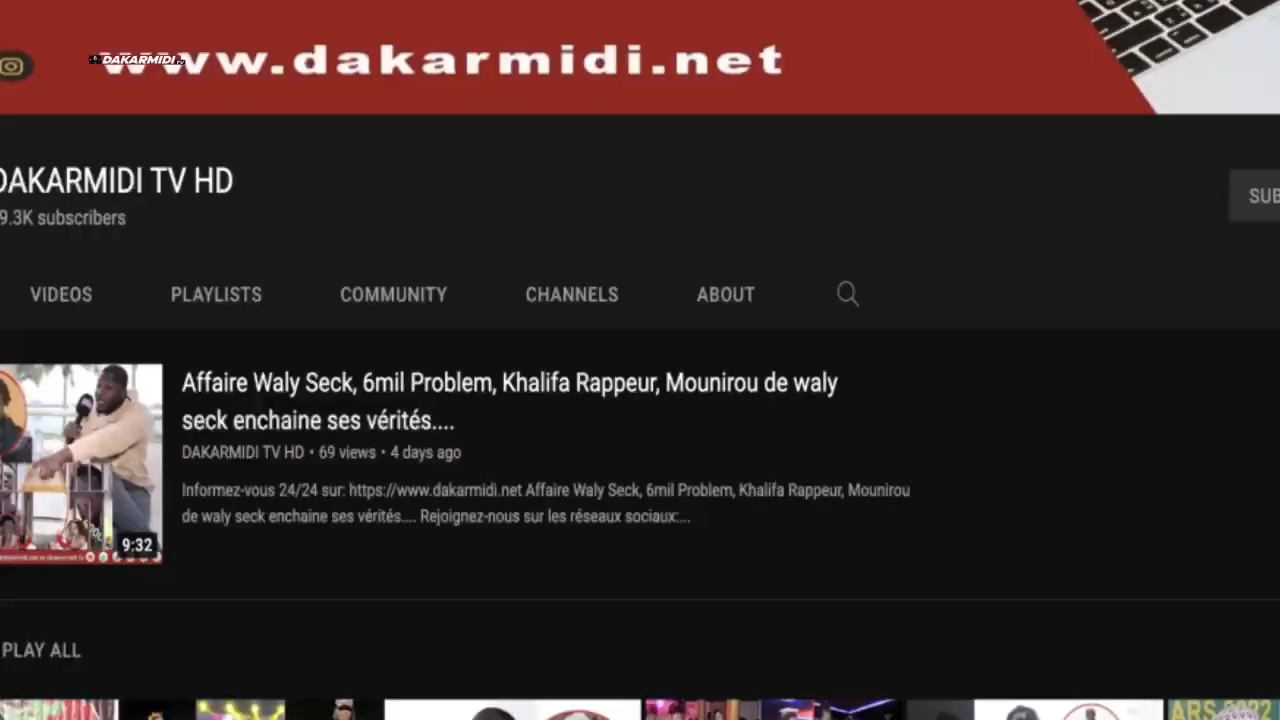 www.dakarmidi.net
DAKARMIDI
DAKARMIDI TV HD
9.3K subscribers
SUB
VIDEOS
PLAYLISTS
COMMUNITY
CHANNELS
ABOUT
Affaire Waly Seck, 6mil Problem, Khalifa Rappeur, Mounirou de waly
seck enchaine ses vérités....
DAKARMIDI TV HD • 69 views • 4 days ago
Informez-vous 24/24 sur: https://www.dakarmidi.net Affaire Waly Seck, 6mil Problem, Khalifa Rappeur, Mounirou
de waly seck enchaine ses vérités.... Rejoignez-nous sur les réseaux sociaux:...
9:32
PLAY ALL